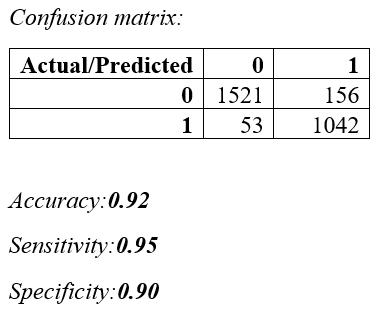 Confusion matrix:
Actual/Predicted 0 1
0 1521 156
1 53 1042
Accuracy:0.92
Sensitivity:0.95
Specificity:0.90